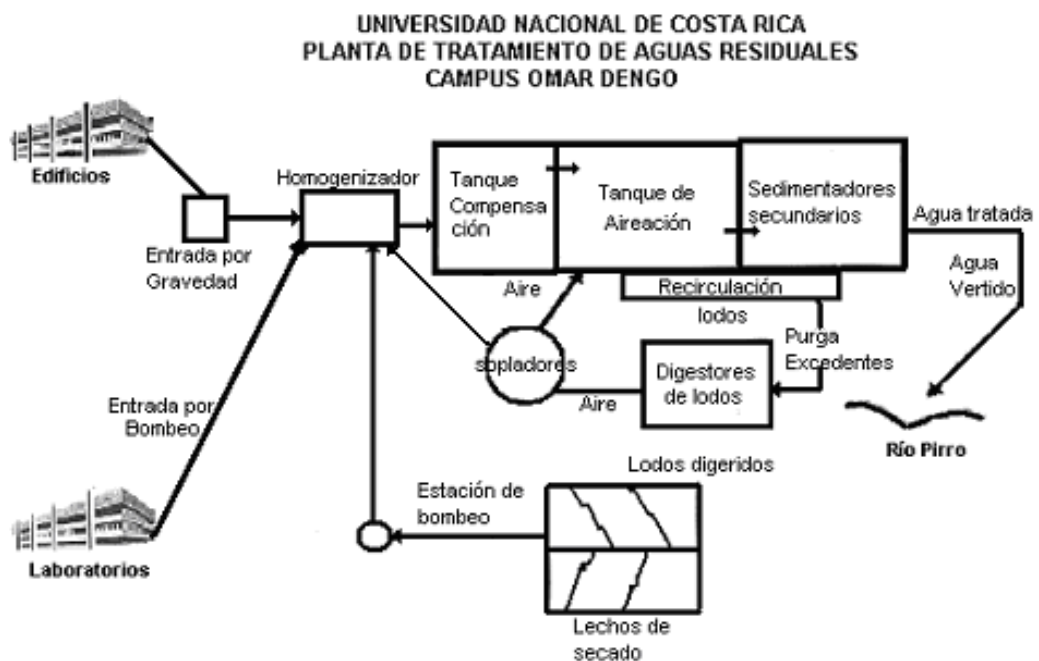 UNIVERSIDAD NACIONAL DE COSTA RICA
PLANTA DE TRATAMIENTO DE AGUAS RESIDUALES
CAMPUS OMAR DENGO
Edificios
Entrada por
Gravedad
Homogenizador
Tanque
Compensa
ción
Tanque de
Aireación
Sedimentadores
secundarios
Agua tratada
Agua
Vertido
Aire
Recirculación
lodos
Purga
Excedentes
sopladores
Aire
Digestores
de lodos
Río Pirro
Entrada por
Bombeo
Lodos digeridos
Estación de
bombeo
Laboratorios
Lechos de
secado